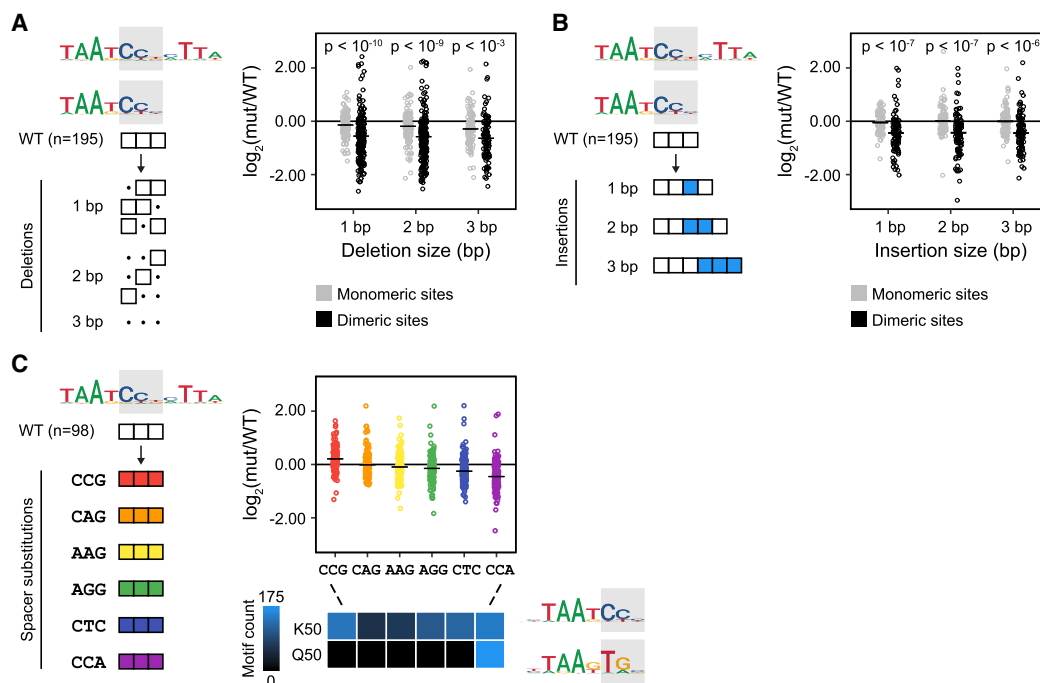 A
TAATCC TTA
TAATCC
WT (n=195)
Deletions
1 bp
2 bp
3 bp
log2(mut/WT)
p < 10-10 p < 10-9 p < 10-3
2.00
0.00
-2.00
1 bp 2 bp 3 bp
Deletion size (bp)
Monomeric sites
Dimeric sites
B
TAATCC TTA
TAATCC
WT (n=195)
Insertions
1 bp
2 bp
3 bp
log2(mut/WT)
p < 10-7 p < 10-7 p < 10-6
2.00
0.00
-2.00
1 bp 2 bp 3 bp
Insertion size (bp)
Monomeric sites
Dimeric sites
C
TAATCC TTA
WT (n=98)
Spacer substitutions
CCG
CAG
AAG
AGG
CTC
CCA
log2(mut/WT)
2.00
0.00
-2.00
CCG CAG AAG AGG CTC CCA
Motif count
175
0
K50
Q50
TAATCC
TAAGTG